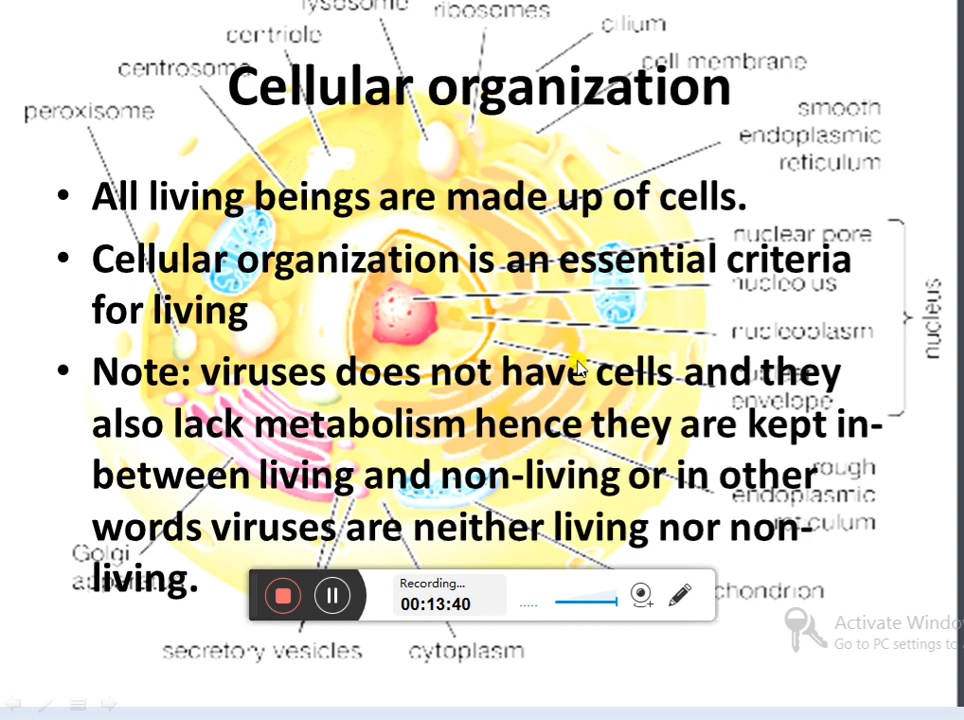 lysosome
ribosomes
centriole
cilium
centrosome
cell membrane
Cellular organization
peroxisome
smooth
endoplasmic
reticulum
• All living beings are made up of cells.
nuclear pore
• Cellular organization is an essential criteria
for living
nucleolus
nucleoplasm
nucleus
• Note: viruses does not have cells and they
envelope
also lack metabolism hence they are kept in-
between living and non-living or in other
rough
endoplasmic
words viruses are neither living nor non-
living.
Golgi
Recording...
00:13:40
Activate Windo
Go to PC settings to
secretory vesicles
cytoplasm